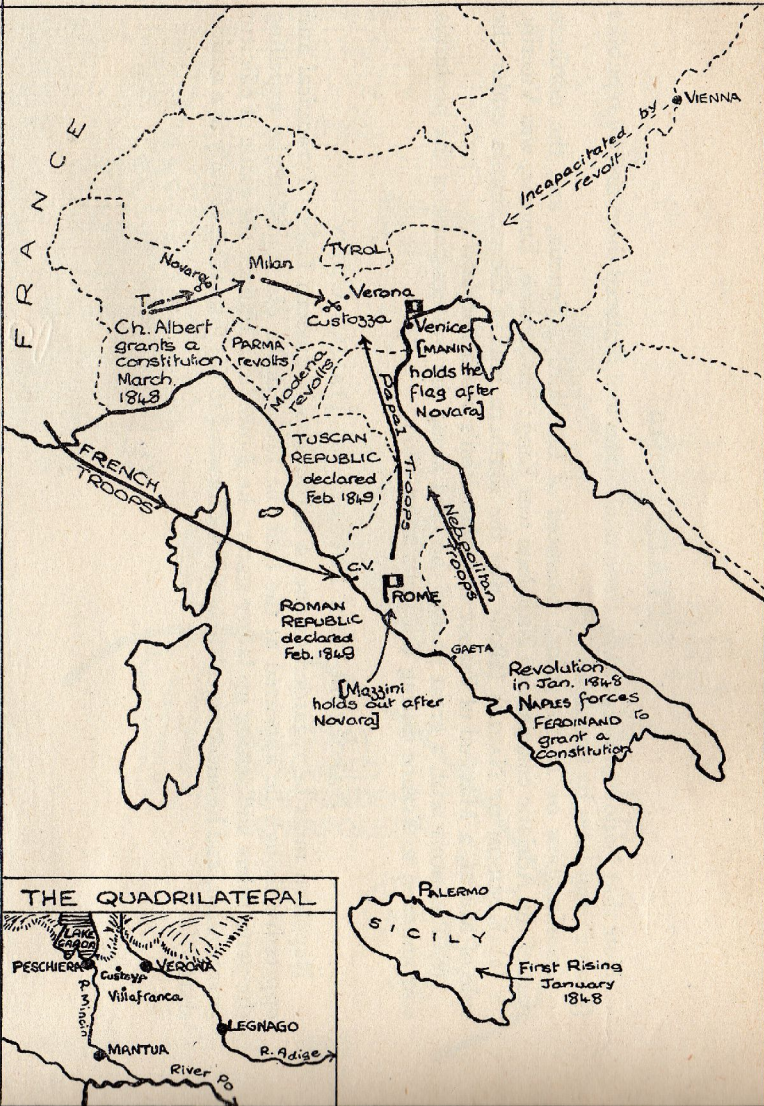 FRANCE
VIENNA
Incapacitated by
revolt
TYROL
Novara
Milan
Verona
Custozza
T
Venice
[MANIN
holds the
flag after
Novara]
Ch. Albert
grants a
constitution
March
1848
PARMA
revolts
Modena
revolts
Papal Troops
TUSCAN
REPUBLIC
declared
Feb. 1849
FRENCH
TROOPS
Neapolitan
Troops
C.V.
ROME
ROMAN
REPUBLIC
declared
Feb. 1849
[Mazzini
holds out after
Novara]
GAETA
Revolution
in Jan. 1848
NAPLES forces
FERDINAND to
grant a
constitution
PALERMO
SICILY
First Rising
January
1848
THE QUADRILATERAL
LAKE
GARDA
PESCHIERA
VERONA
Villafranca
R. Mincio
LEGNAGO
MANTUA
R. Adige
River Po